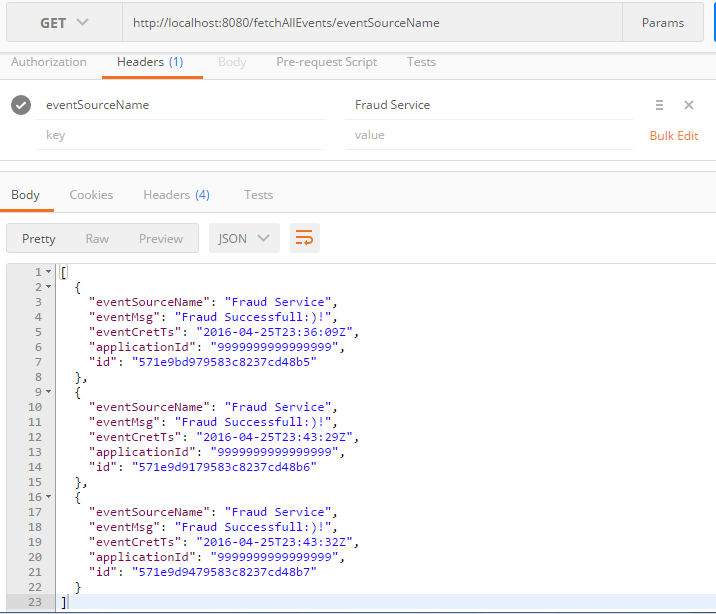 GET http://localhost:8080/fetchAllEvents/eventSourceName Params
Authorization Headers (1) Body Pre-request Script Tests
eventSourceName Fraud Service
key value Bulk Edit
Body Cookies Headers (4) Tests
Pretty Raw Preview JSON
1 [
2 {
3 "eventSourceName": "Fraud Service",
4 "eventMsg": "Fraud Successfull:)!",
5 "eventCretTs": "2016-04-25T23:36:09Z",
6 "applicationId": "9999999999999999",
7 "id": "571e9bd979583c8237cd48b5"
8 },
9 {
10 "eventSourceName": "Fraud Service",
11 "eventMsg": "Fraud Successfull:)!",
12 "eventCretTs": "2016-04-25T23:43:29Z",
13 "applicationId": "9999999999999999",
14 "id": "571e9d9179583c8237cd48b6"
15 },
16 {
17 "eventSourceName": "Fraud Service",
18 "eventMsg": "Fraud Successfull:)!",
19 "eventCretTs": "2016-04-25T23:43:32Z",
20 "applicationId": "9999999999999999",
21 "id": "571e9d9479583c8237cd48b7"
22 }
23 ]